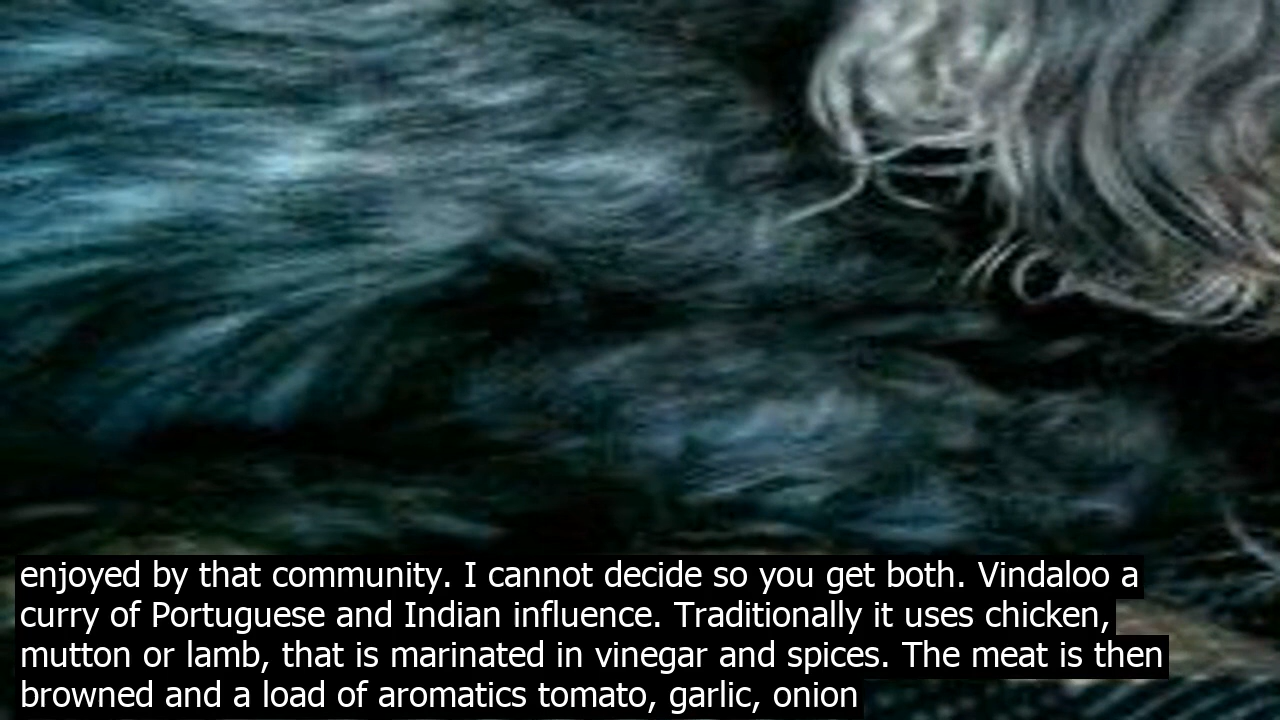 enjoyed by that community. I cannot decide so you get both. Vindaloo a
curry of Portuguese and Indian influence. Traditionally it uses chicken,
mutton or lamb, that is marinated in vinegar and spices. The meat is then
browned and a load of aromatics tomato, garlic, onion